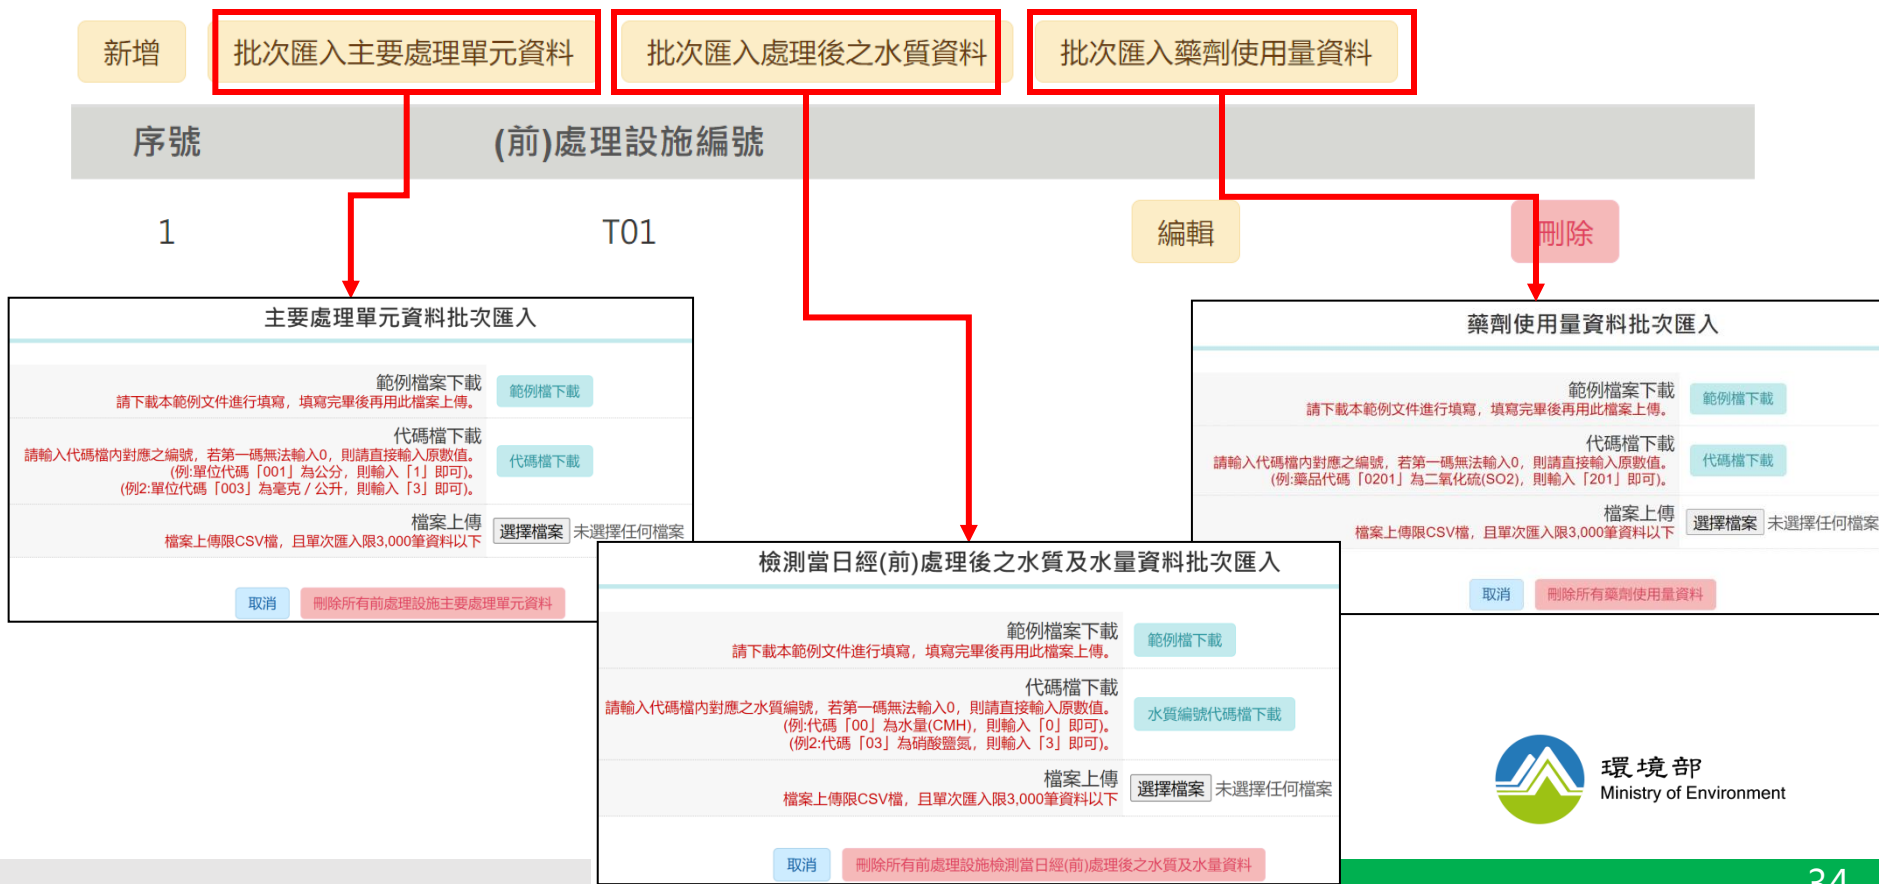 新增
批次匯入主要處理單元資料
批次匯入處理後之水質資料
批次匯入藥劑使用量資料
序號
(前)處理設施編號
1
T01
編輯
刪除
主要處理單元資料批次匯入
範例檔案下載
請下載本範例文件進行填寫，填寫完畢後再用此檔案上傳。
範例檔下載
代碼檔下載
請輸入代碼檔內對應之編號，若第一碼無法輸入0，則請直接輸入原數值。
(例:單位代碼「001」為公分，則輸入「1」即可)。
(例2:單位代碼「003」為毫克／公升，則輸入「3」即可)。
代碼檔下載
檔案上傳
檔案上傳限CSV檔，且單次匯入限3,000筆資料以下
選擇檔案 未選擇任何檔案
取消
刪除所有前處理設施主要處理單元資料
檢測當日經(前)處理後之水質及水量資料批次匯入
範例檔案下載
請下載本範例文件進行填寫，填寫完畢後再用此檔案上傳。
範例檔下載
代碼檔下載
請輸入代碼檔內對應之水質編號，若第一碼無法輸入0，則請直接輸入原數值。
(例:代碼「00」為水量(CMH)，則輸入「0」即可)。
(例2:代碼「03」為硝酸鹽氮，則輸入「3」即可)。
水質編號代碼檔下載
檔案上傳
檔案上傳限CSV檔，且單次匯入限3,000筆資料以下
選擇檔案 未選擇任何檔案
取消
刪除所有前處理設施檢測當日經(前)處理後之水質及水量資料
藥劑使用量資料批次匯入
範例檔案下載
請下載本範例文件進行填寫，填寫完畢後再用此檔案上傳。
範例檔下載
代碼檔下載
請輸入代碼檔內對應之編號，若第一碼無法輸入0，則請直接輸入原數值。
(例:藥品代碼「0201」為二氧化硫(SO2)，則輸入「201」即可)。
代碼檔下載
檔案上傳
檔案上傳限CSV檔，且單次匯入限3,000筆資料以下
選擇檔案 未選擇任何檔案
取消
刪除所有藥劑使用量資料
環境部
Ministry of Environment
34